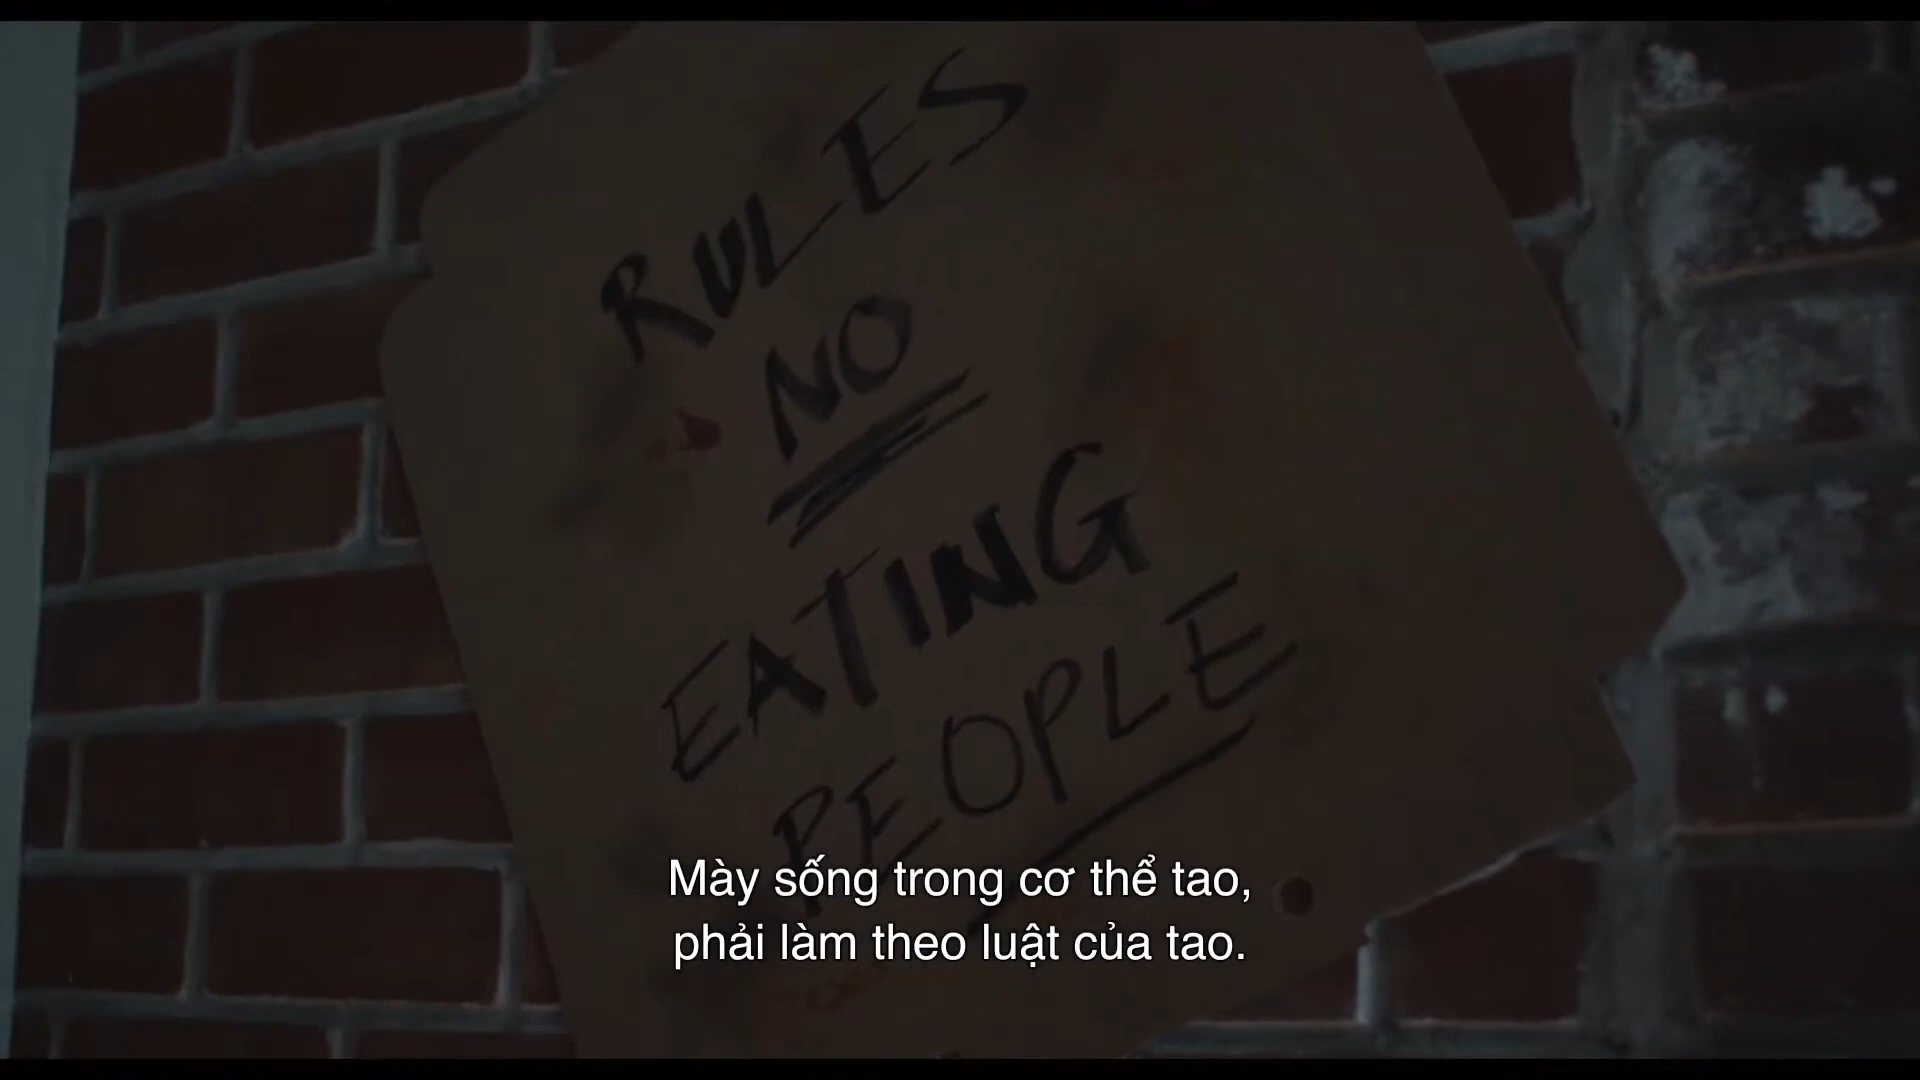 RULES
NO
EATING
PEOPLE
Mày sống trong cơ thể tao,
phải làm theo luật của tao.